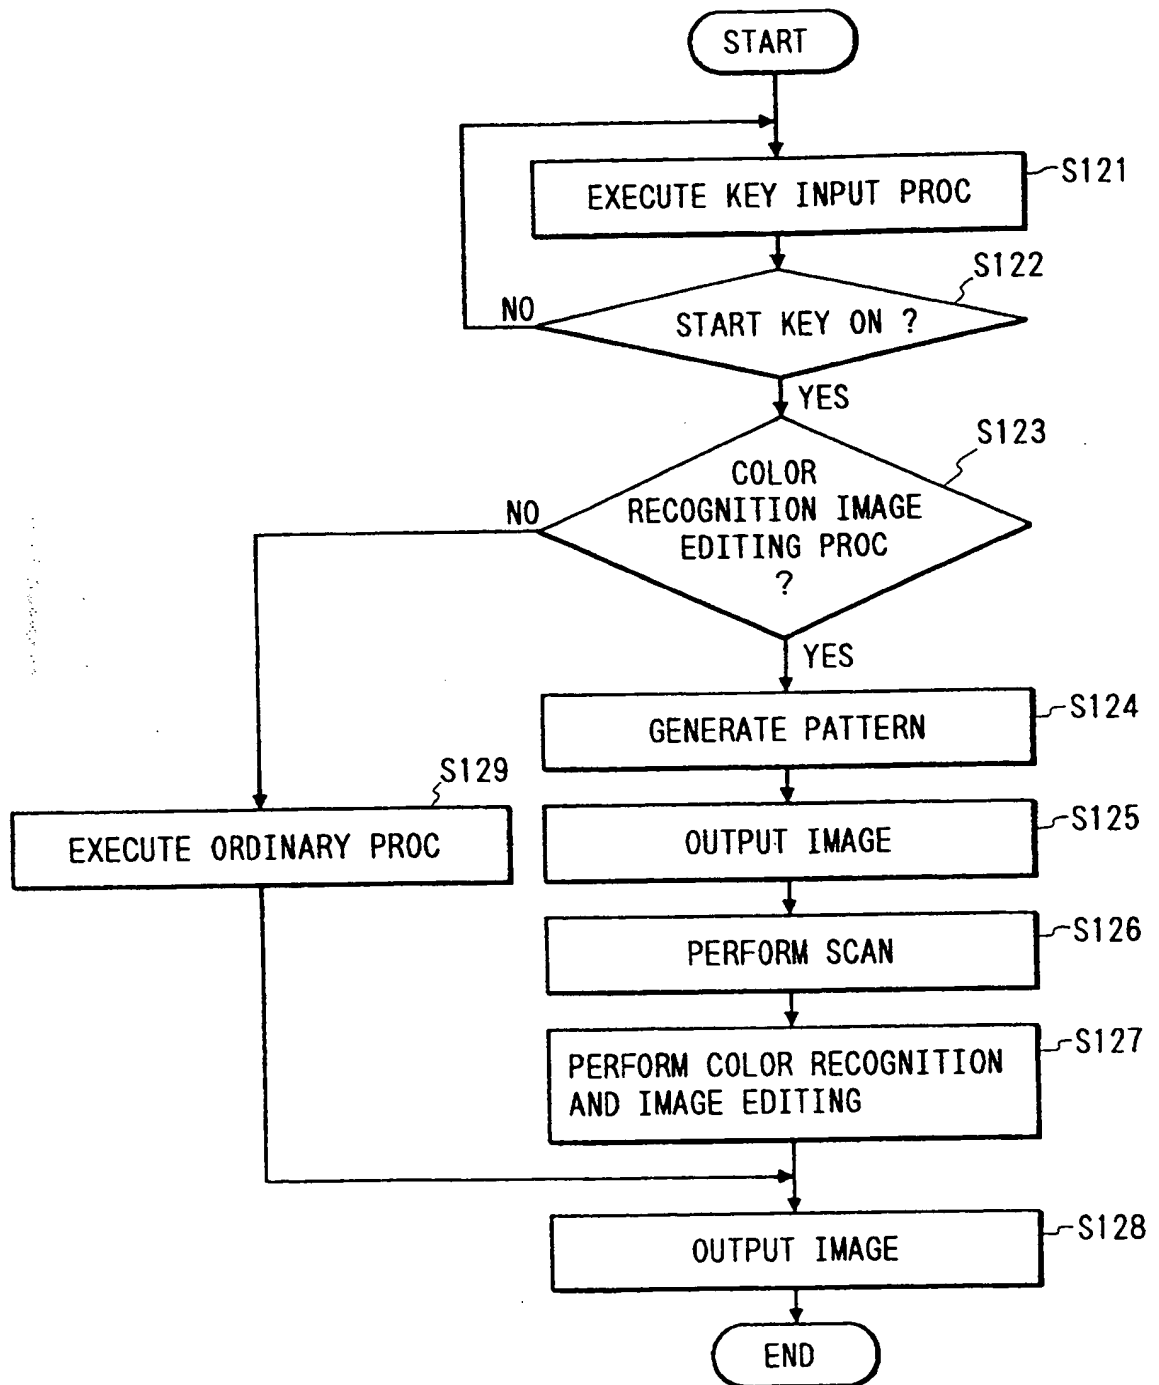 START
EXECUTE KEY INPUT PROC
S121
START KEY ON ?
S122
NO
YES
COLOR
RECOGNITION IMAGE
EDITING PROC
?
S123
NO
YES
GENERATE PATTERN
S124
EXECUTE ORDINARY PROC
S129
OUTPUT IMAGE
S125
PERFORM SCAN
S126
PERFORM COLOR RECOGNITION
AND IMAGE EDITING
S127
OUTPUT IMAGE
S128
END